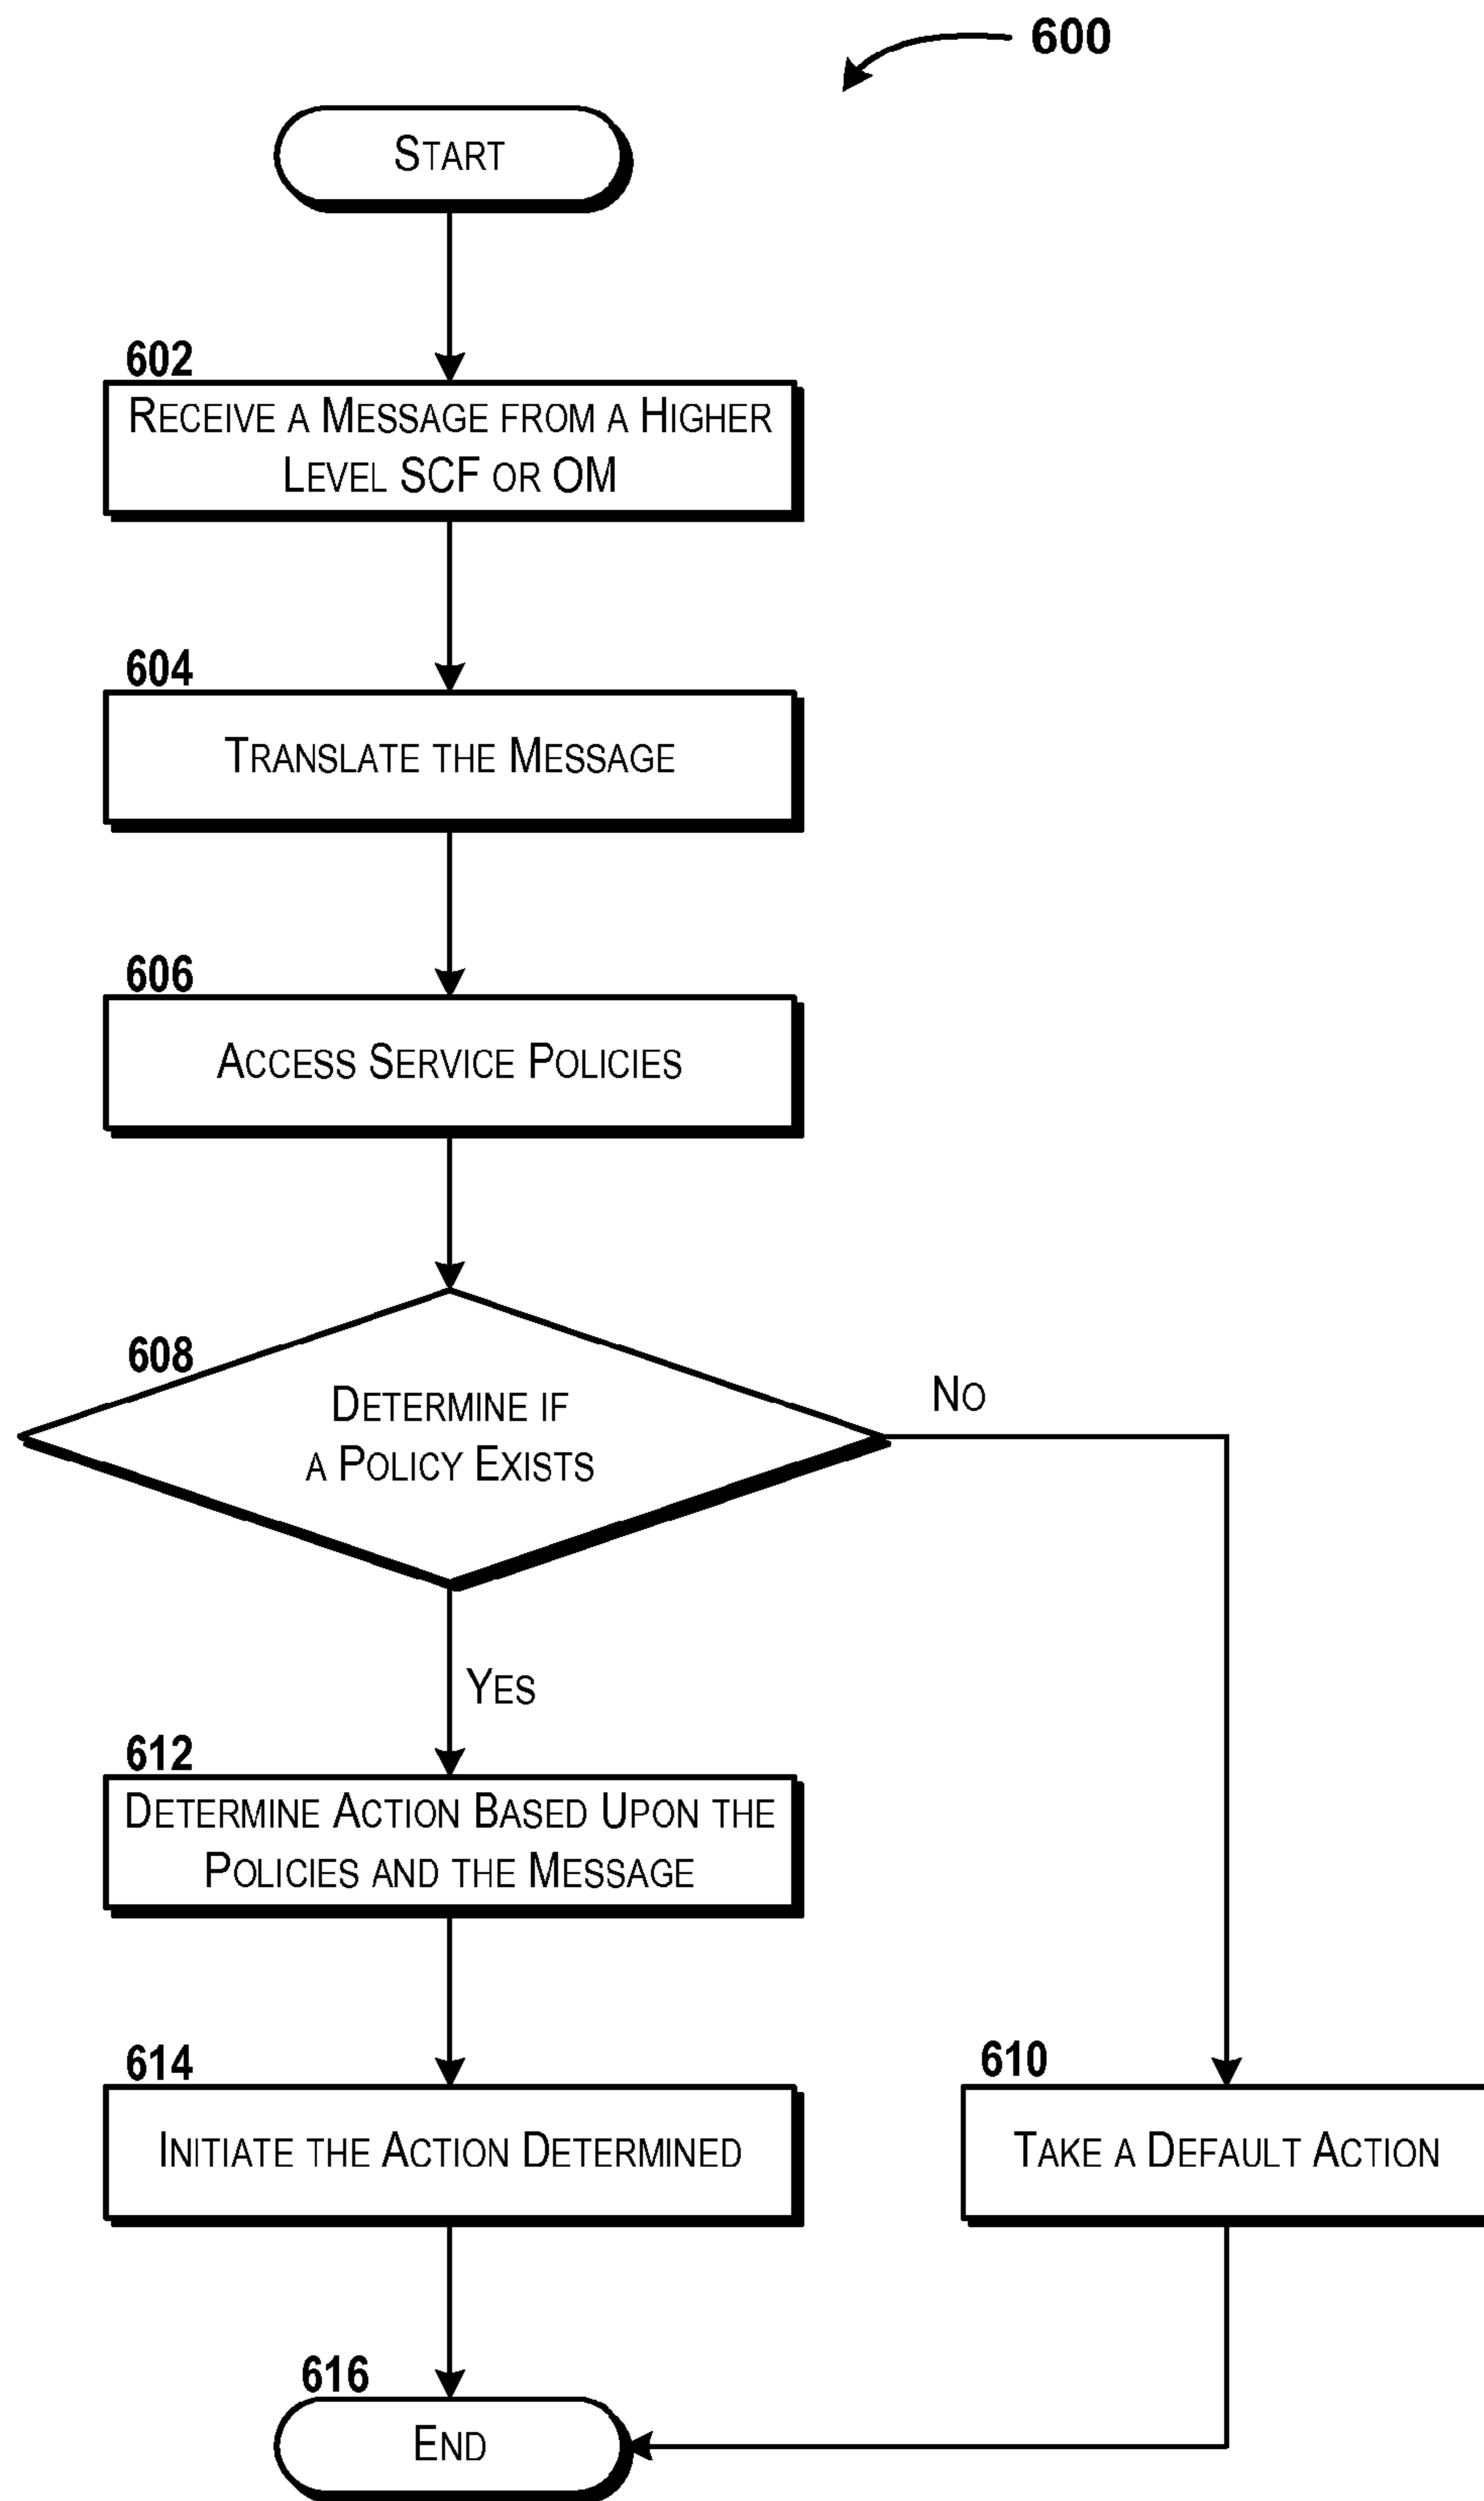 600
START
602
RECEIVE A MESSAGE FROM A HIGHER
LEVEL SCF OR OM
604
TRANSLATE THE MESSAGE
606
ACCESS SERVICE POLICIES
608
DETERMINE IF
A POLICY EXISTS
NO
YES
612
DETERMINE ACTION BASED UPON THE
POLICIES AND THE MESSAGE
614
INITIATE THE ACTION DETERMINED
610
TAKE A DEFAULT ACTION
616
END